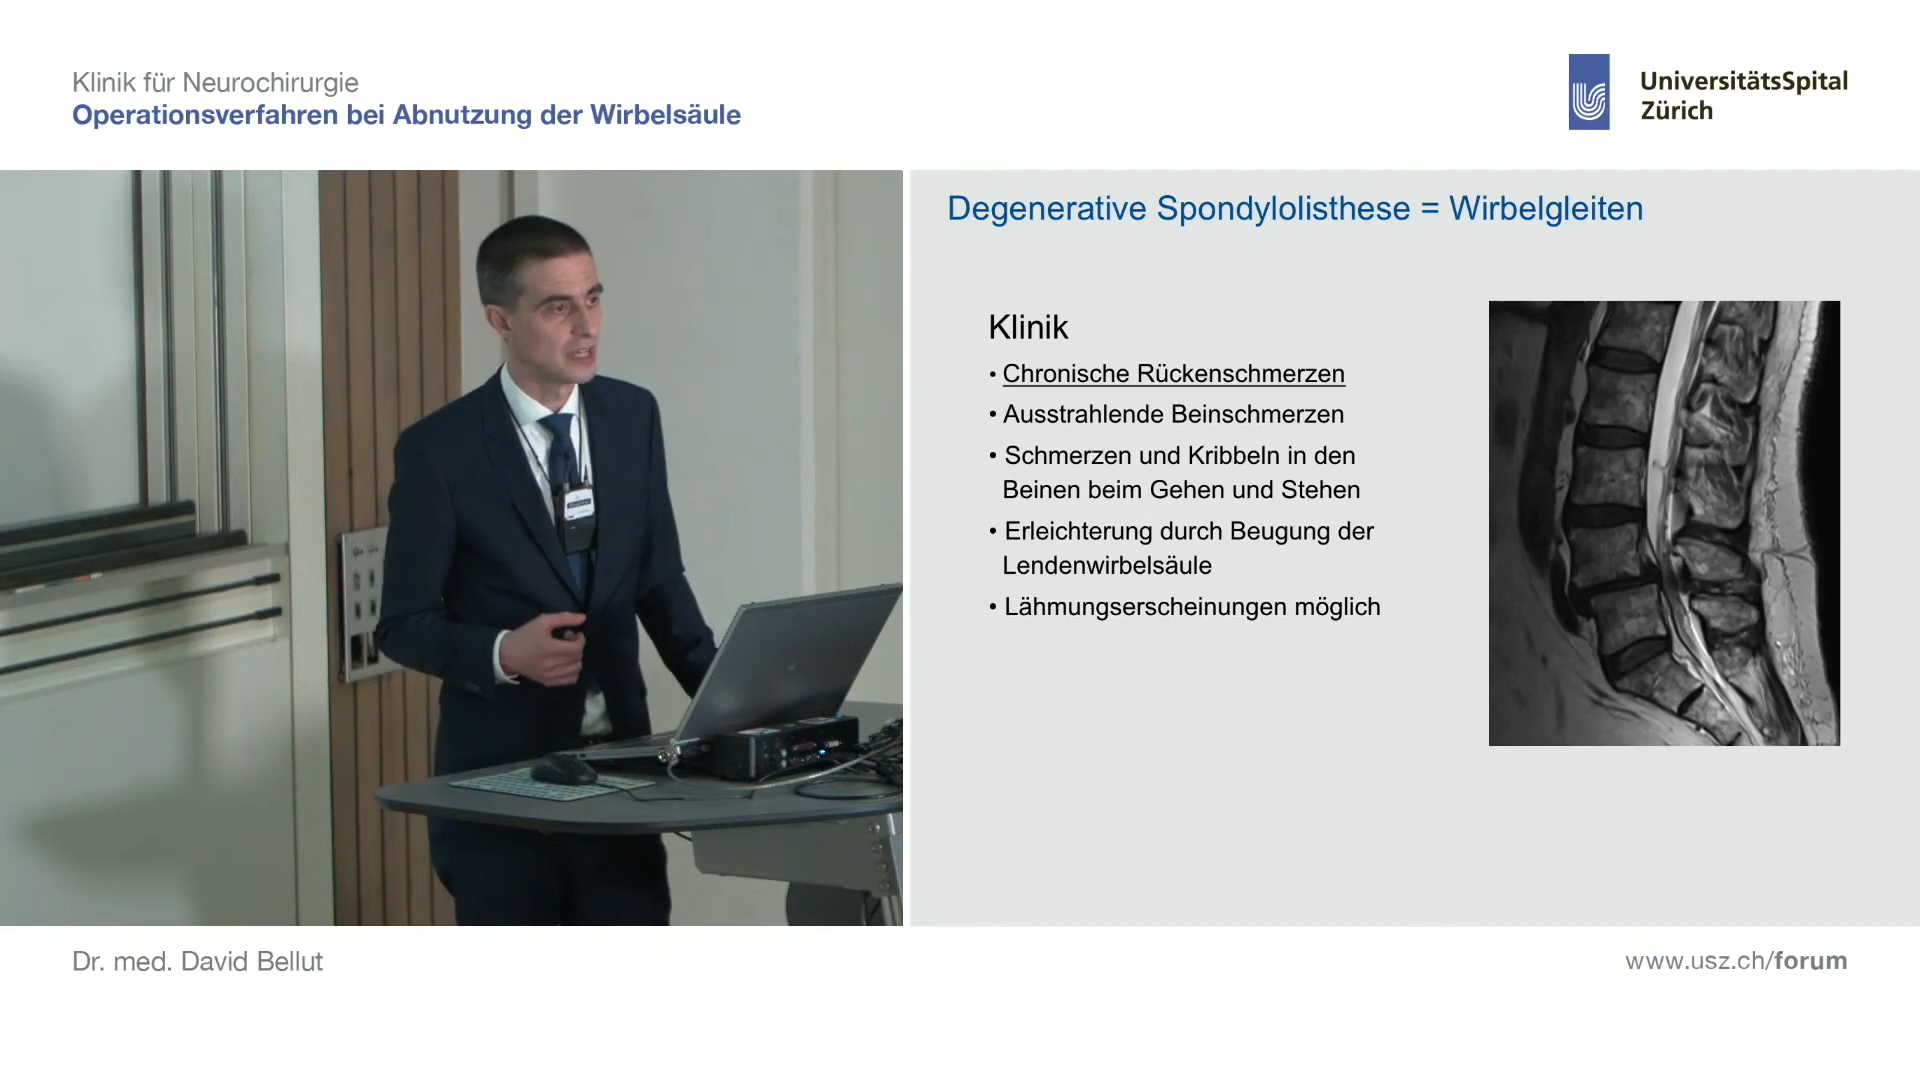 Klinik für Neurochirurgie
Operationsverfahren bei Abnutzung der Wirbelsäule
UniversitätsSpital
Zürich
Degenerative Spondylolisthese = Wirbelgleiten
Klinik
• Chronische Rückenschmerzen
• Ausstrahlende Beinschmerzen
• Schmerzen und Kribbeln in den
Beinen beim Gehen und Stehen
• Erleichterung durch Beugung der
Lendenwirbelsäule
• Lähmungserscheinungen möglich
Dr. med. David Bellut
www.usz.ch/forum